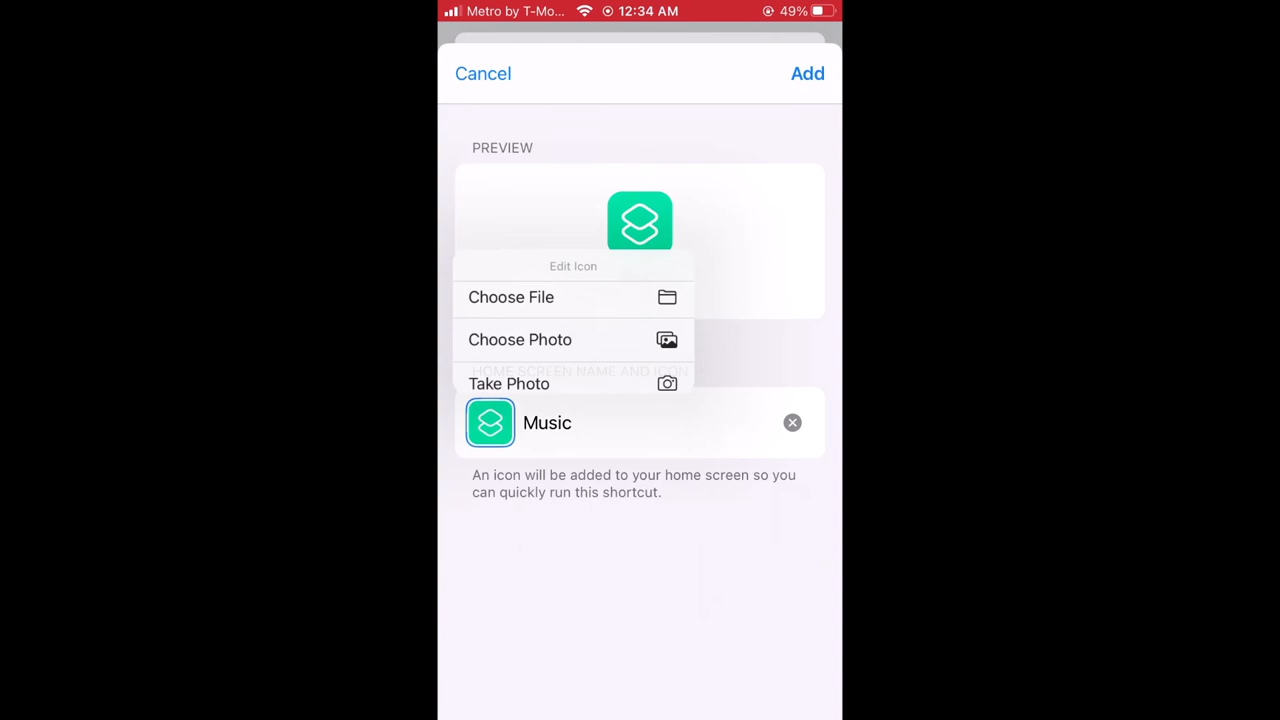 Metro by T-Mo... 12:34 AM 49%
Cancel Add
PREVIEW
Edit Icon
Choose File
Choose Photo
HOME SCREEN NAME AND ICON
Take Photo
Music
An icon will be added to your home screen so you
can quickly run this shortcut.